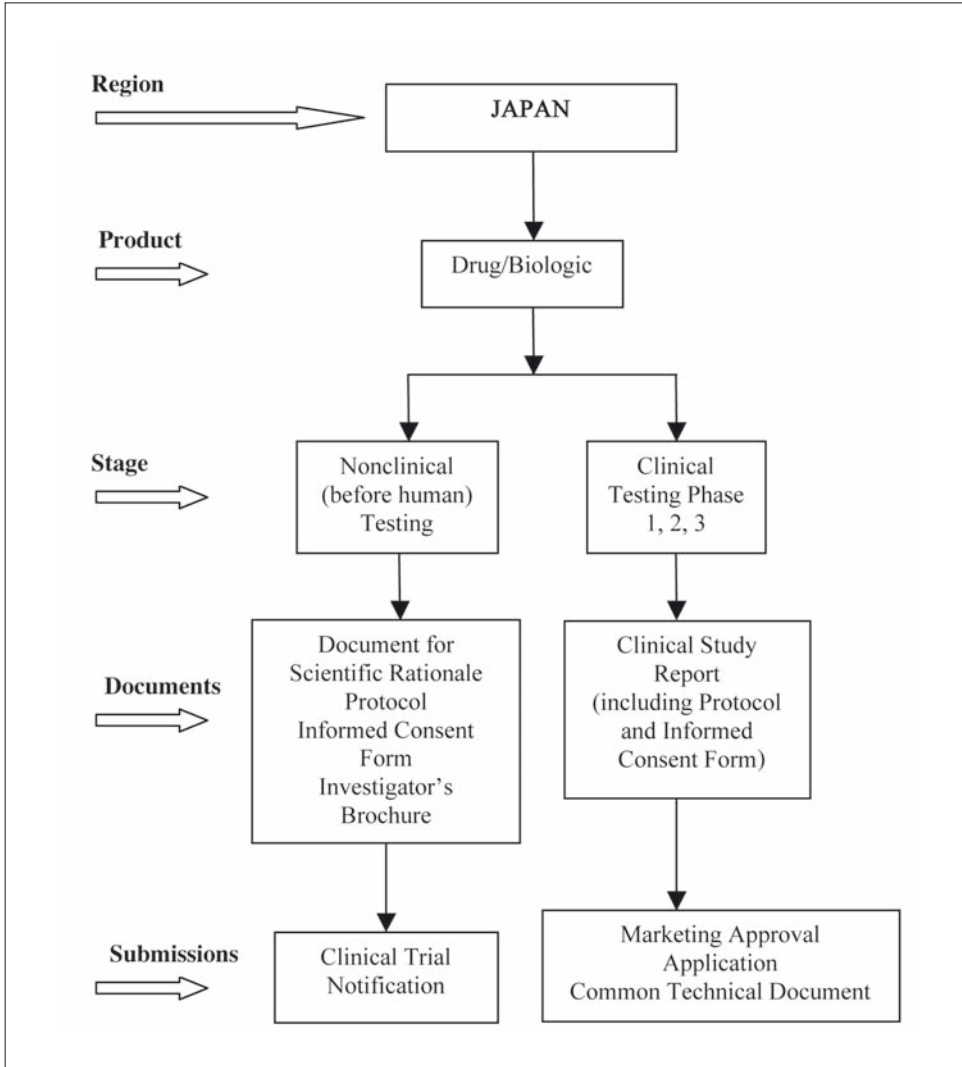 Region
JAPAN
Product
Drug/Biologic
Stage
Nonclinical
(before human)
Testing
Clinical
Testing Phase
1, 2, 3
Documents
Document for
Scientific Rationale
Protocol
Informed Consent
Form
Investigator’s
Brochure
Clinical Study
Report
(including Protocol
and Informed
Consent Form)
Submissions
Clinical Trial
Notification
Marketing Approval
Application
Common Technical Document